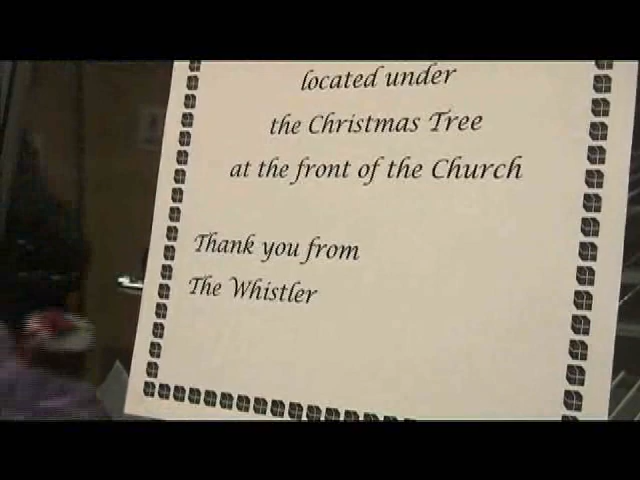 located under
the Christmas Tree
at the front of the Church
Thank you from
The Whistler